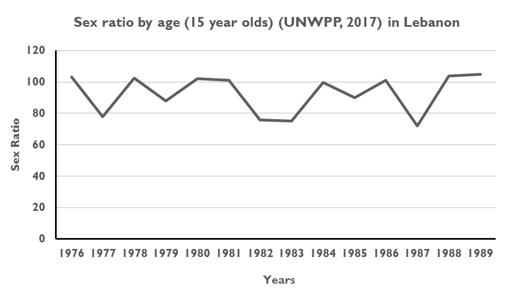 Sex ratio by age (15 year olds) (UNWPP, 2017) in Lebanon
120
100
80
60
40
20
0
Sex Ratio
1976 1977 1978 1979 1980 1981 1982 1983 1984 1985 1986 1987 1988 1989
Years